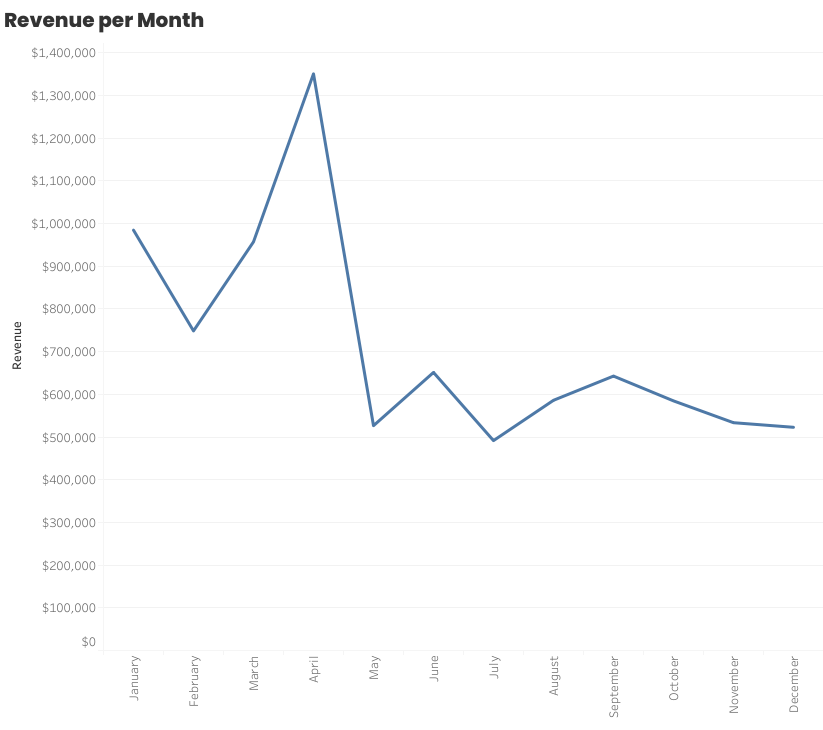 Revenue per Month
$1,400,000
$1,300,000
$1,200,000
$1,100,000
$1,000,000
$900,000
$800,000
$700,000
$600,000
$500,000
$400,000
$300,000
$200,000
$100,000
$0
Revenue
January
February
March
April
May
June
July
August
September
October
November
December